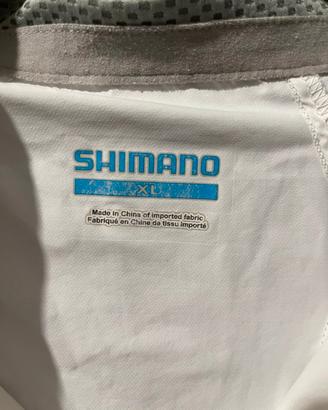 SHIMANO
XL
Made in China of imported fabric
Fabriqué en Chine de tissu importé